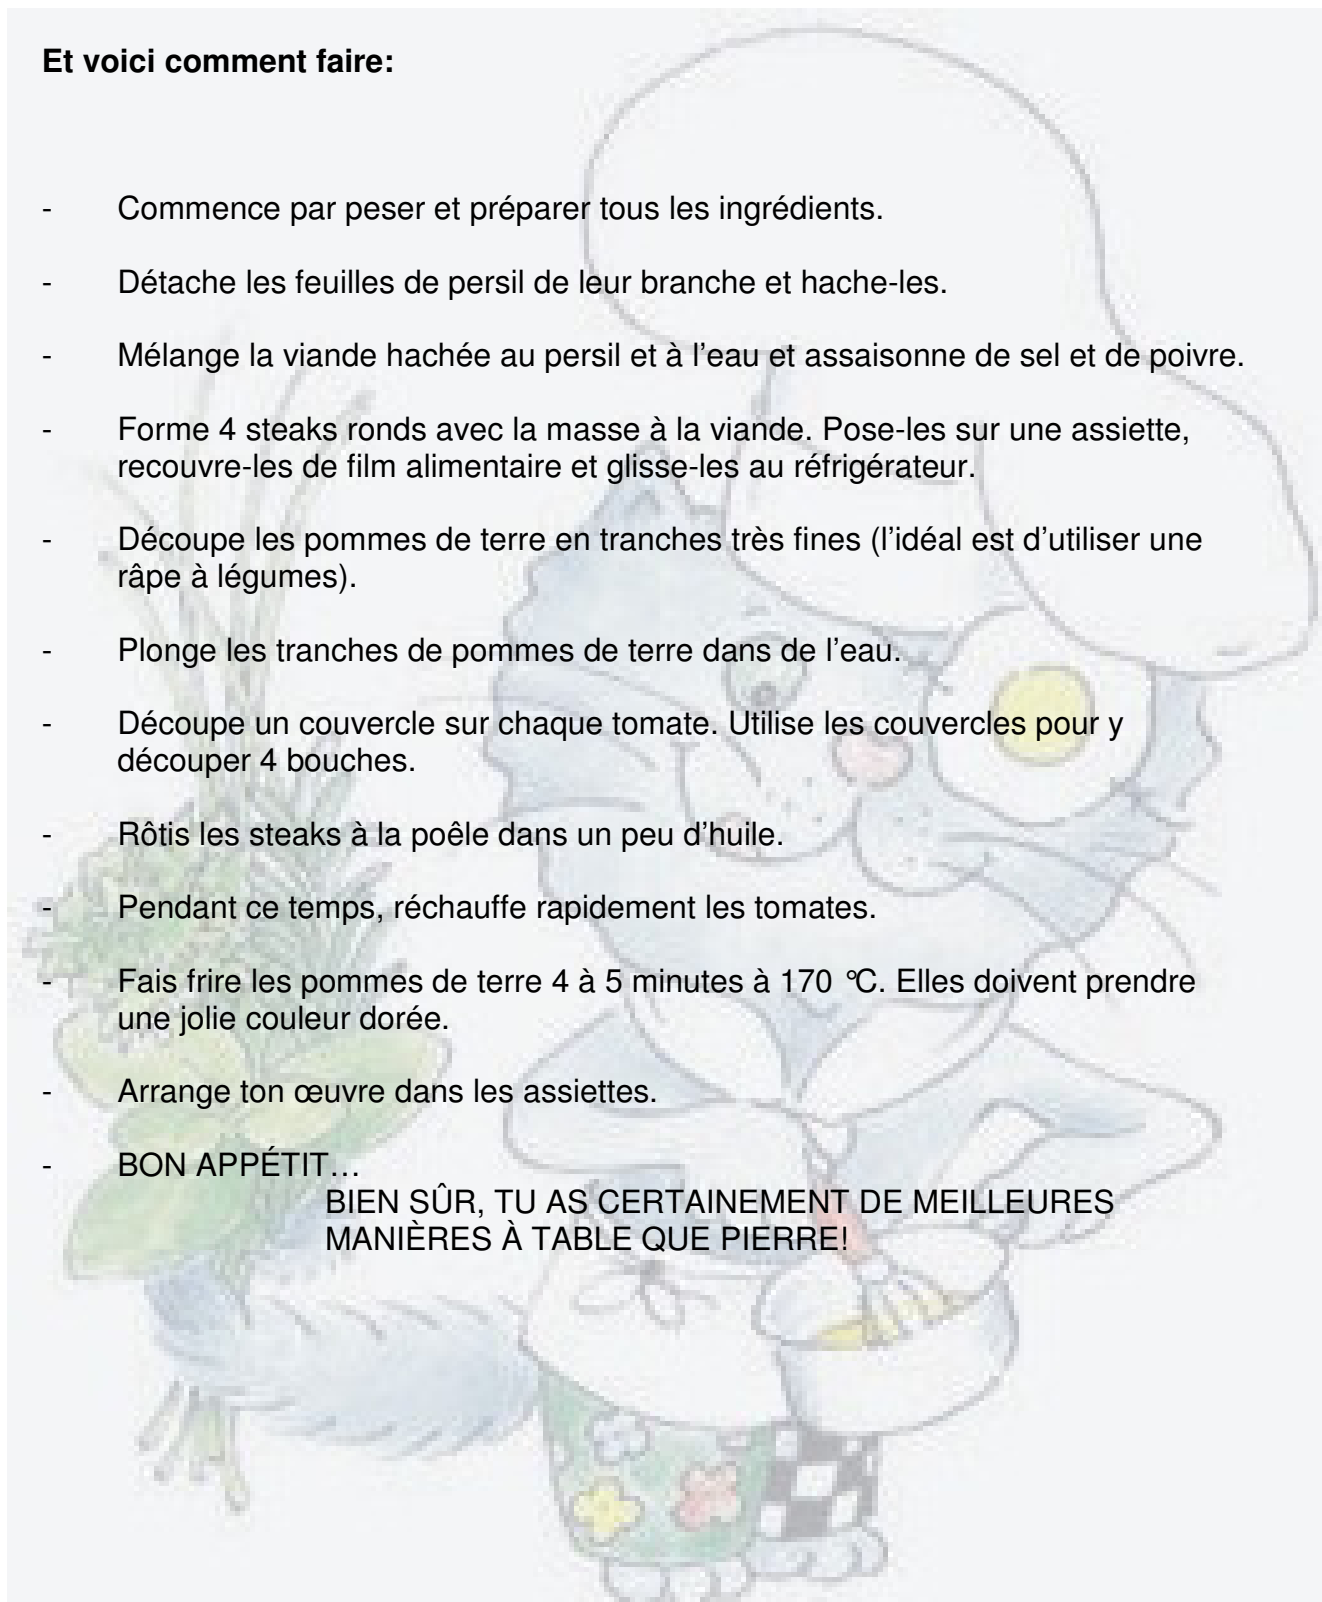 Et voici comment faire:
- Commence par peser et préparer tous les ingrédients.
- Détache les feuilles de persil de leur branche et hache-les.
- Mélange la viande hachée au persil et à l’eau et assaisonne de sel et de poivre.
- Forme 4 steaks ronds avec la masse à la viande. Pose-les sur une assiette,
recouvre-les de film alimentaire et glisse-les au réfrigérateur.
- Découpe les pommes de terre en tranches très fines (l’idéal est d’utiliser une
râpe à légumes).
- Plonge les tranches de pommes de terre dans de l’eau.
- Découpe un couvercle sur chaque tomate. Utilise les couvercles pour y
découper 4 bouches.
- Rôtis les steaks à la poêle dans un peu d’huile.
- Pendant ce temps, réchauffe rapidement les tomates.
- Fais frire les pommes de terre 4 à 5 minutes à 170 °C. Elles doivent prendre
une jolie couleur dorée.
- Arrange ton œuvre dans les assiettes.
- BON APPÉTIT…
BIEN SÛR, TU AS CERTAINEMENT DE MEILLEURES
MANIÈRES À TABLE QUE PIERRE!